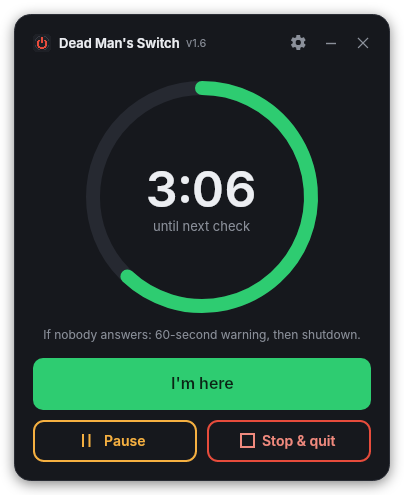 Dead Man's Switch v1.6
3:06
until next check
If nobody answers: 60-second warning, then shutdown.
I'm here
Pause
Stop & quit